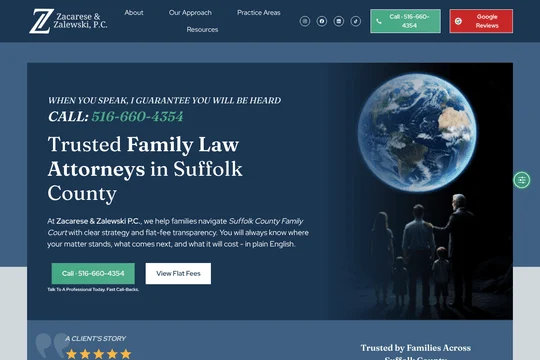 Zacarese &
Zalewski, P.C.
About
Our Approach
Practice Areas
Resources
Call - 516-660-
4354
Google
Reviews
WHEN YOU SPEAK, I GUARANTEE YOU WILL BE HEARD
CALL: 516-660-4354
Trusted Family Law
Attorneys in Suffolk
County
At Zacarese & Zalewski P.C., we help families navigate Suffolk County Family
Court with clear strategy and flat-fee transparency. You will always know where
your matter stands, what comes next, and what it will cost - in plain English.
Call - 516-660-4354
View Flat Fees
Talk To A Professional Today. Fast Call-Backs.
A CLIENT'S STORY
Trusted by Families Across
Suffolk County